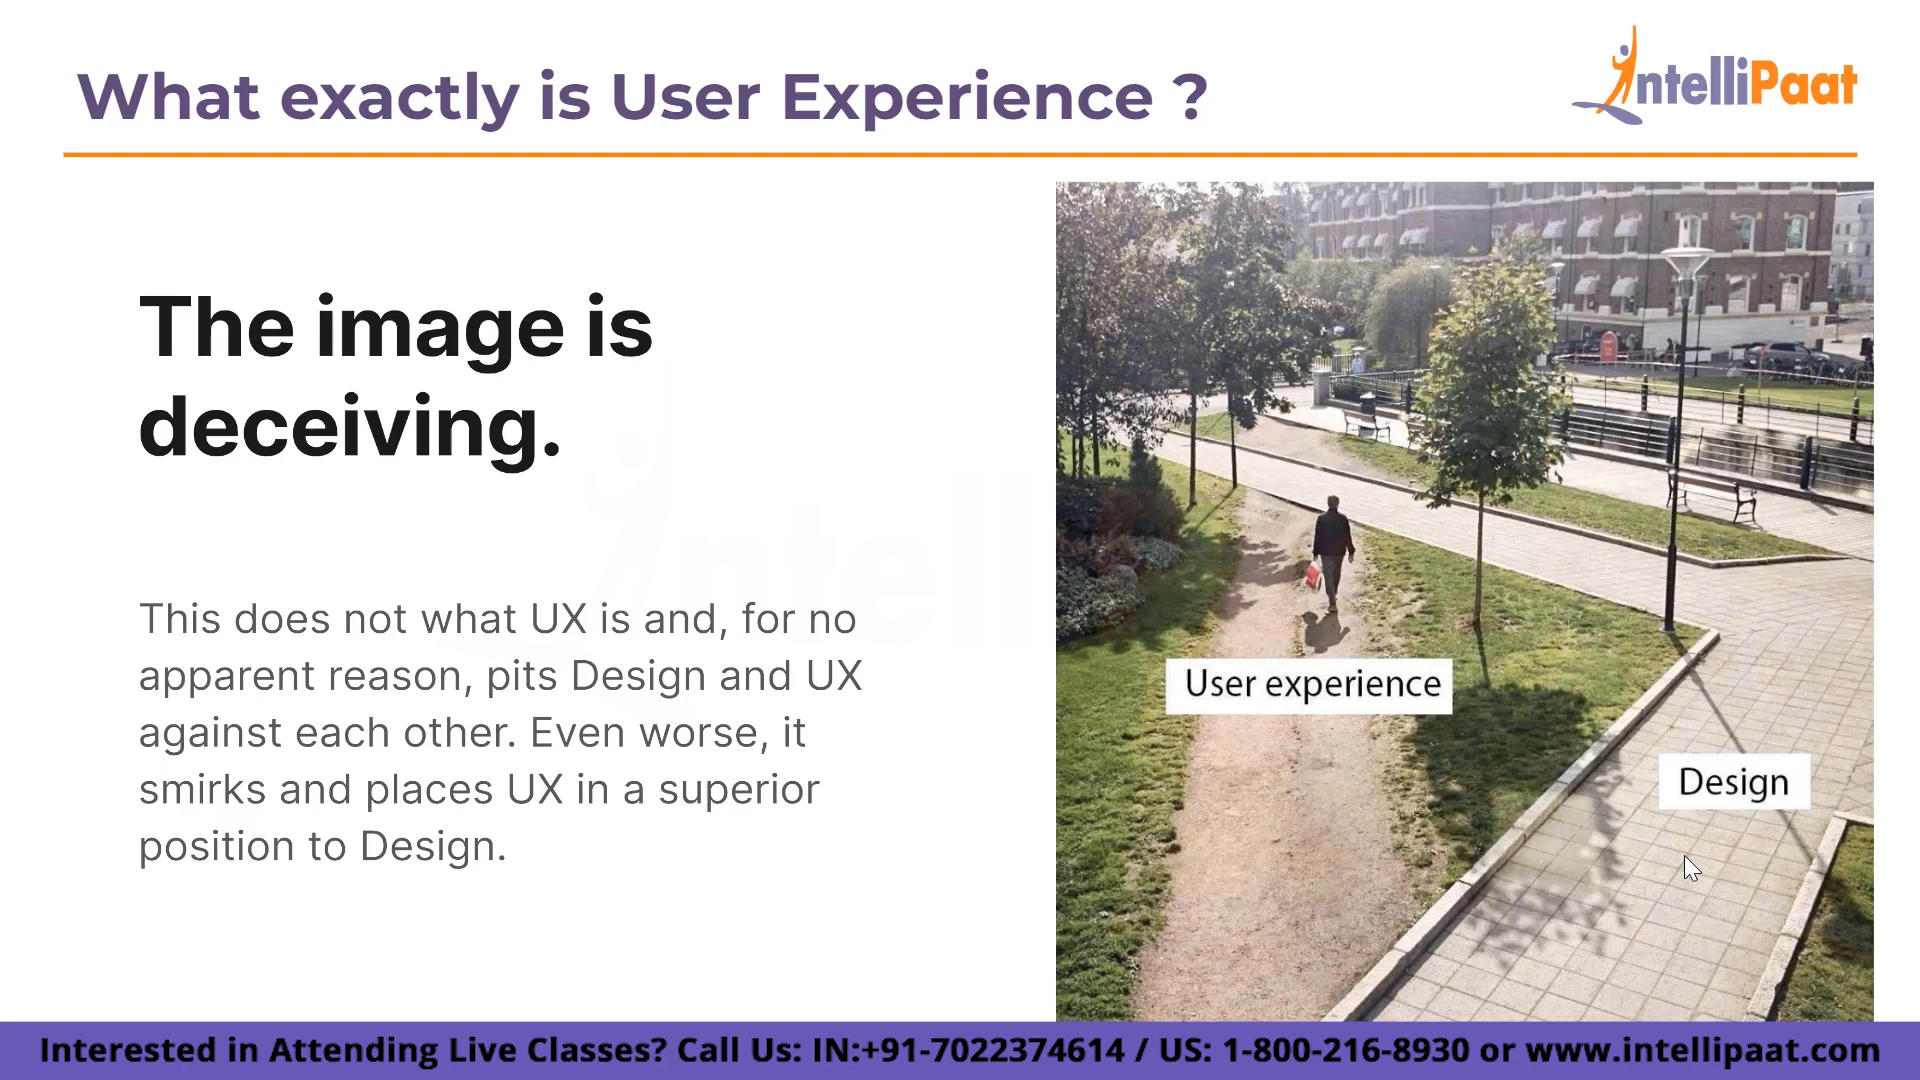 What exactly is User Experience ?
IntelliPaat
The image is
deceiving.
This does not what UX is and, for no
apparent reason, pits Design and UX
against each other. Even worse, it
smirks and places UX in a superior
position to Design.
User experience
Design
Interested in Attending Live Classes? Call Us: IN:+91-7022374614 / US: 1-800-216-8930 or www.intellipaat.com